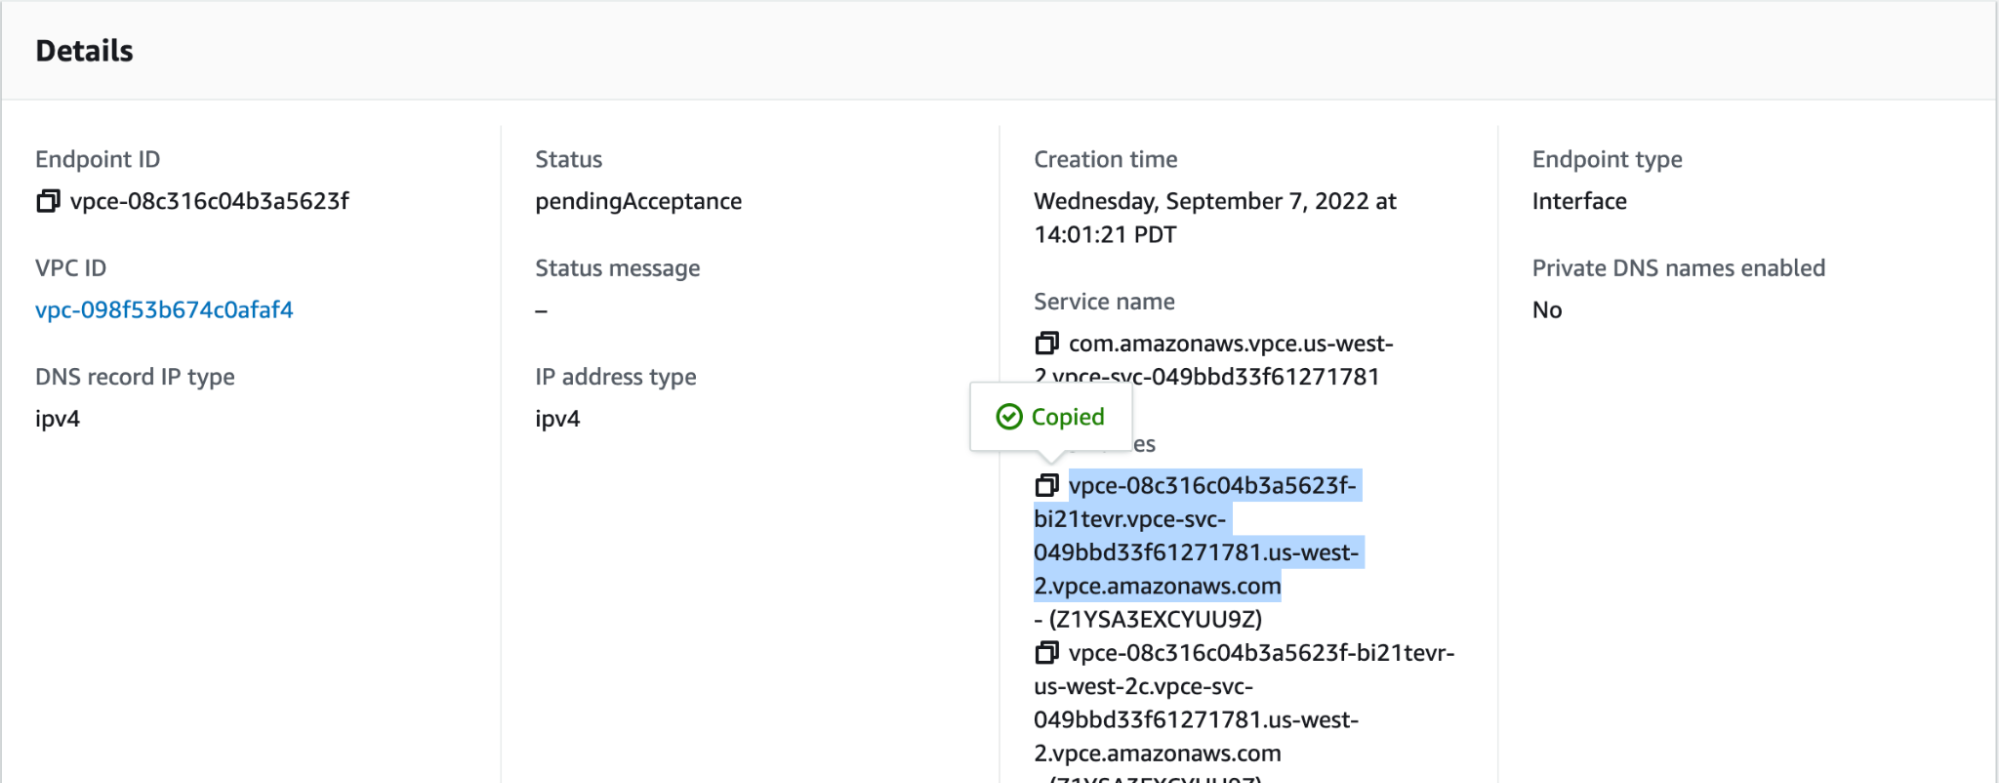 Details
Endpoint ID
vpce-08c316c04b3a5623f
VPC ID
vpc-098f53b674c0afaf4
DNS record IP type
ipv4
Status
pendingAcceptance
Status message
–
IP address type
ipv4
Creation time
Wednesday, September 7, 2022 at
14:01:21 PDT
Service name
com.amazonaws.vpce.us-west-
2.vpce-svc-049bbd33f61271781
Copied
vpce-08c316c04b3a5623f-
bi21tevr.vpce-svc-
049bbd33f61271781.us-west-
2.vpce.amazonaws.com
- (Z1YSA3EXCYUU9Z)
vpce-08c316c04b3a5623f-bi21tevr-
us-west-2c.vpce-svc-
049bbd33f61271781.us-west-
2.vpce.amazonaws.com
- (Z1YSA3EXCYUU9Z)
Endpoint type
Interface
Private DNS names enabled
No